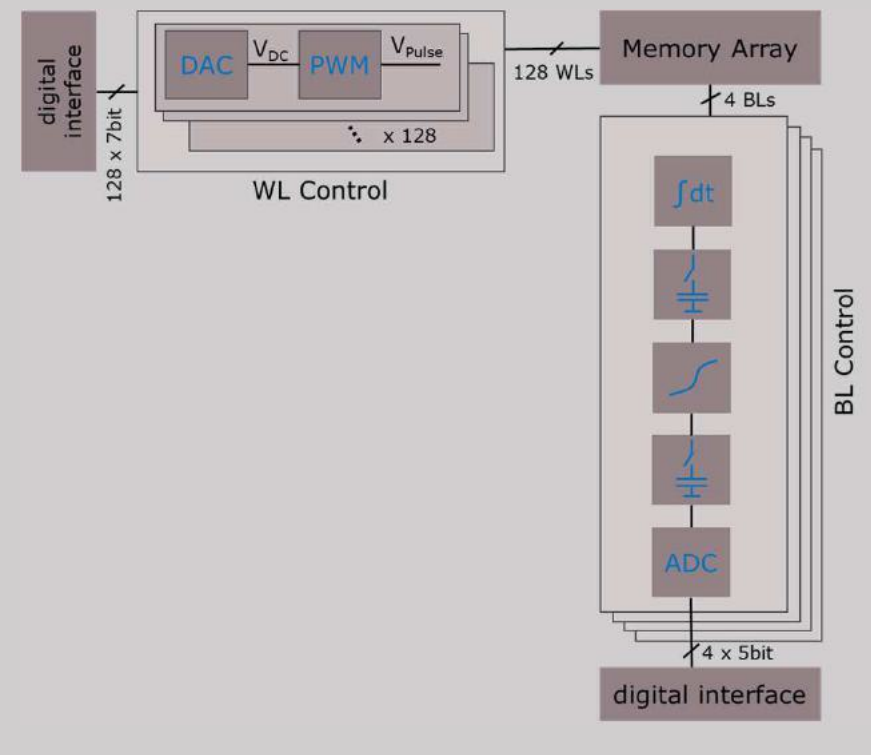 digital
interface
128 x 7bit
DAC
V_DC
PWM
V_Pulse
x 128
WL Control
128 WLs
Memory Array
4 BLs
∫dt
BL Control
ADC
4 x 5bit
digital interface